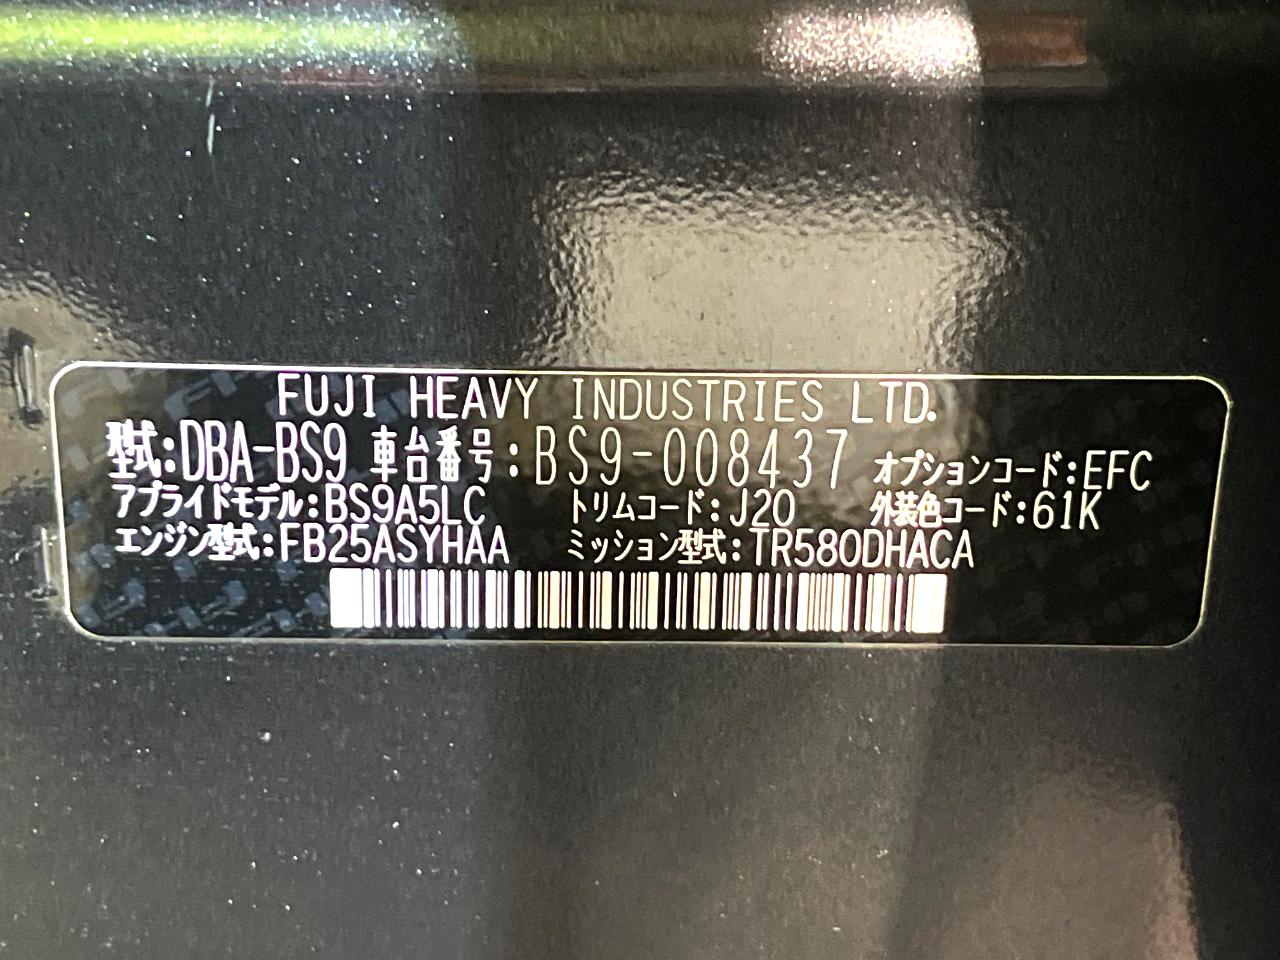 FUJI HEAVY INDUSTRIES LTD.
型式:DBA-BS9 車台番号:BS9-008437 オプションコード:EFC
アプライドモデル:BS9A5LC トリムコード:J20 外装色コード:61K
エンジン型式:FB25ASYHAA ミッション型式:TR580DHACA